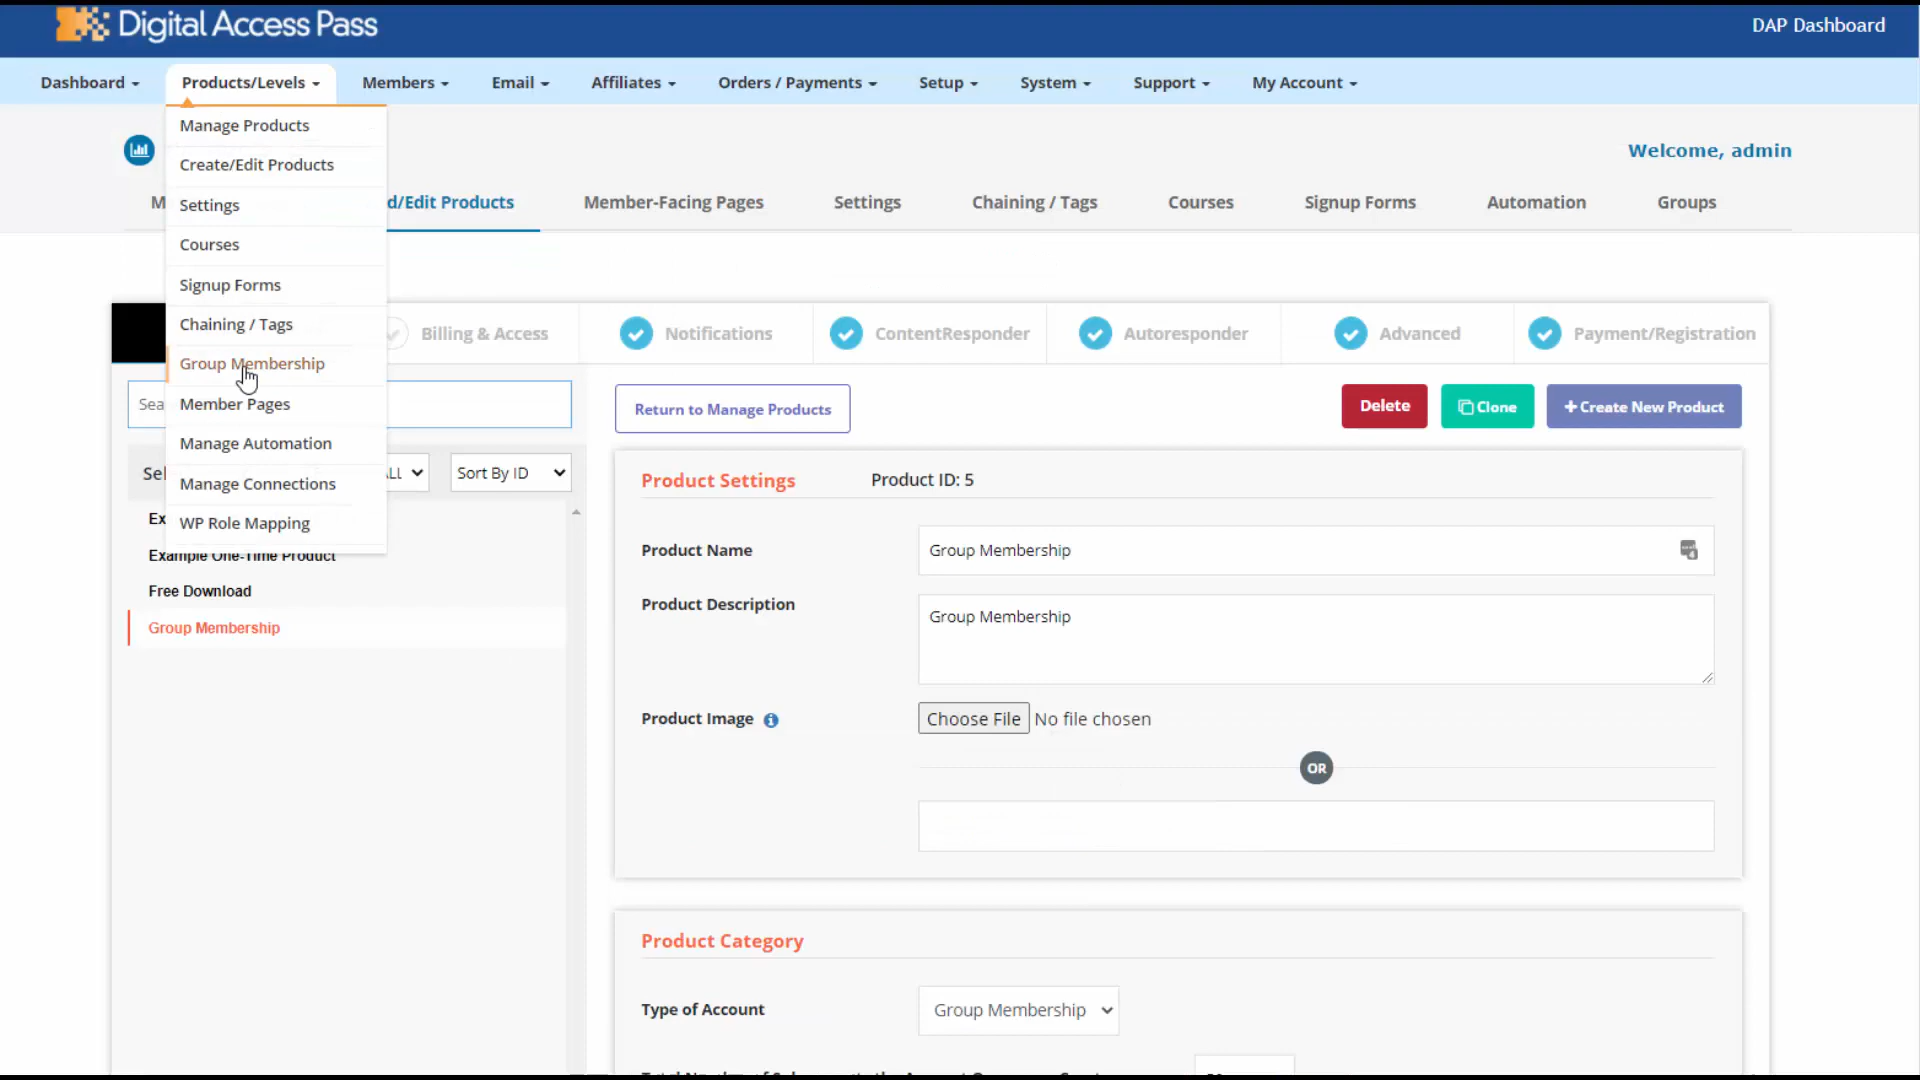 Digital Access Pass
DAP Dashboard
Dashboard
Products/Levels
Members
Email
Affiliates
Orders / Payments
Setup
System
Support
My Account
Manage Products
Create/Edit Products
Settings
Courses
Signup Forms
Chaining / Tags
Group Membership
Member Pages
Manage Automation
Manage Connections
WP Role Mapping
Welcome, admin
M
d/Edit Products
Member-Facing Pages
Settings
Chaining / Tags
Courses
Signup Forms
Automation
Groups
Billing & Access
Notifications
ContentResponder
Autoresponder
Advanced
Payment/Registration
Sea
Sel
ALL
Sort By ID
Ex
Example One-Time Product
Free Download
Group Membership
Return to Manage Products
Delete
Clone
+Create New Product
Product Settings
Product ID: 5
Product Name
Group Membership
Product Description
Group Membership
Product Image
Choose File No file chosen
OR
Product Category
Type of Account
Group Membership